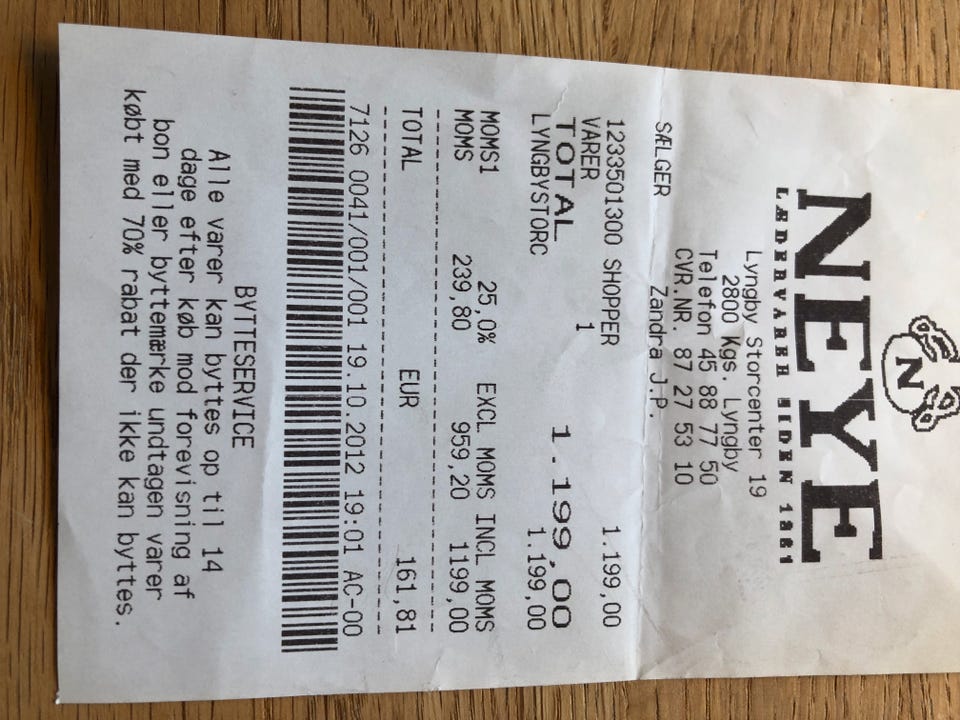 N
NEYE
LÆDERVARER SIDEN 1881
Lyngby Storcenter 19
2800 Kgs. Lyngby
Telefon 45 88 77 50
CVR.NR. 87 27 53 10
SÆLGER Zandra J.P.
1233501300 SHOPPER 1.199,00
VARER 1
TOTAL 1.199,00
LYNGBYSTORC 1.199,00
MOMS1 25,0% EXCL MOMS INCL MOMS
MOMS 239,80 959,20 1199,00
TOTAL EUR 161,81
7126 0041/001/001 19.10.2012 19:01 AC-00
BYTTESERVICE
Alle varer kan byttes op til 14
dage efter køb mod forevisning af
bon eller byttemærke undtagen varer
købt med 70% rabat der ikke kan byttes.